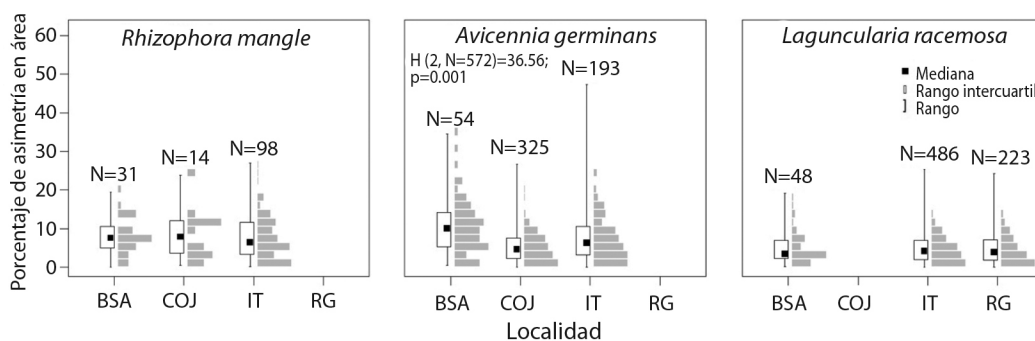 Porcentaje de asimetría en área
60
50
40
30
20
10
0
Rhizophora mangle
N=31
N=14
N=98
BSA
COJ
IT
RG
Avicennia germinans
H (2, N=572)=36.56;
p=0.001
N=54
N=325
N=193
BSA
COJ
IT
RG
Laguncularia racemosa
Mediana
Rango intercuartil
Rango
N=48
N=486
N=223
BSA
COJ
IT
RG
Localidad